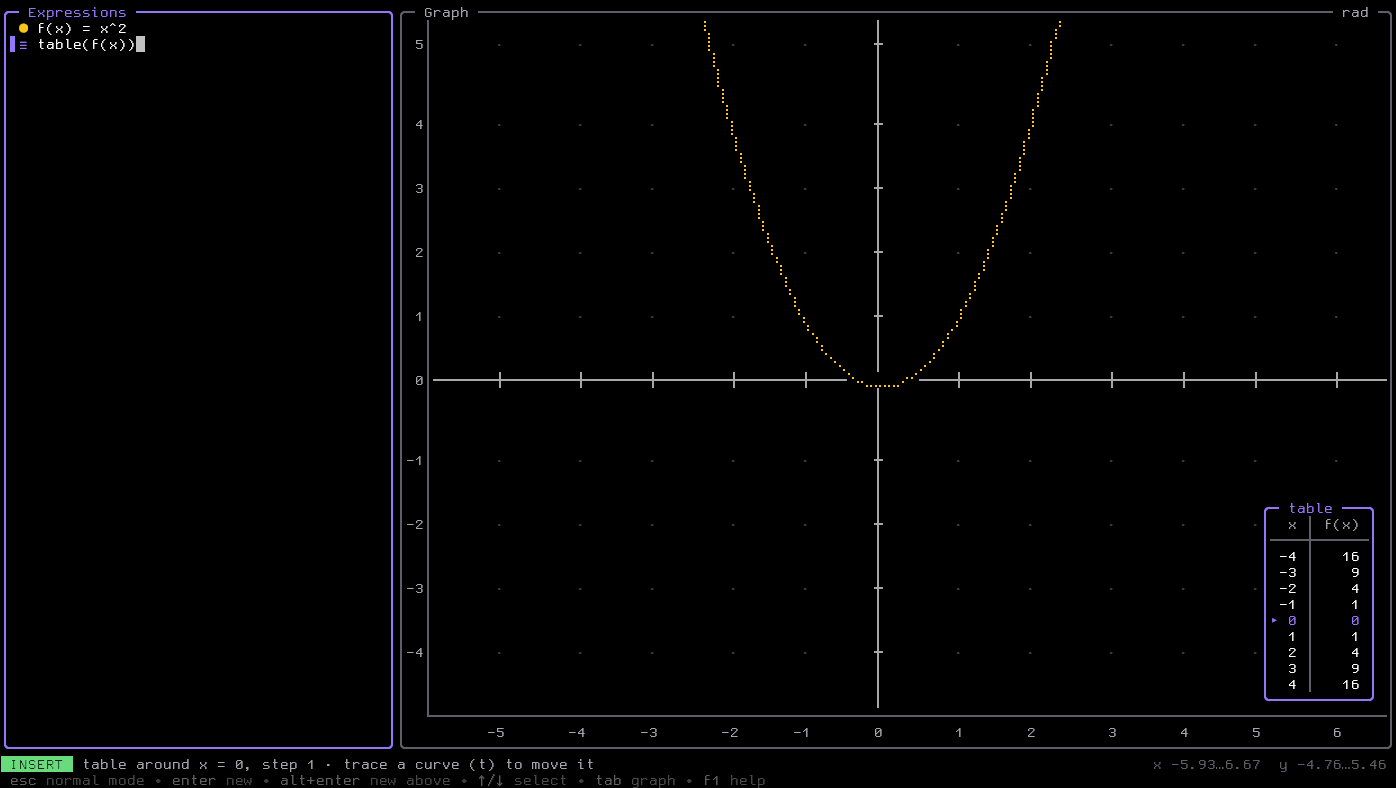 Expressions
f(x) = x^2
≡ table(f(x))
Graph
rad
5
4
3
2
1
0
-1
-2
-3
-4
-5 -4 -3 -2 -1 0 1 2 3 4 5 6
table
x f(x)
-4 16
-3 9
-2 4
-1 1
▸ 0 0
1 1
2 4
3 9
4 16
INSERT table around x = 0, step 1 · trace a curve (t) to move it
x -5.93…6.67 y -4.76…5.46
esc normal mode • enter new • alt+enter new above • ↑/↓ select • tab graph • f1 help